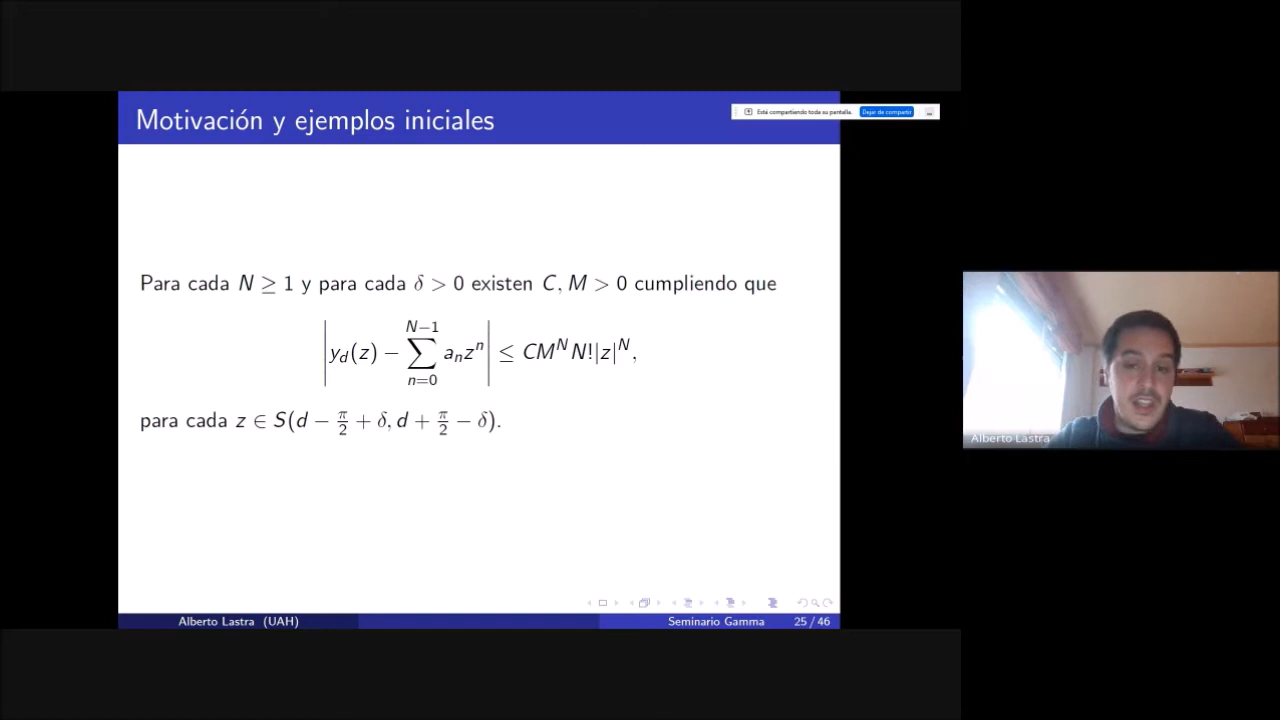 Motivación y ejemplos iniciales
Está compartiendo toda su pantalla.
Dejar de compartir
Para cada N ≥ 1 y para cada δ > 0 existen C, M > 0 cumpliendo que
|y_d(z) − ∑_{n=0}^{N−1} a_n z^n| ≤ CM^N N!|z|^N,
para cada z ∈ S(d − π/2 + δ, d + π/2 − δ).
Alberto Lastra
Alberto Lastra (UAH)
Seminario Gamma
25 / 46